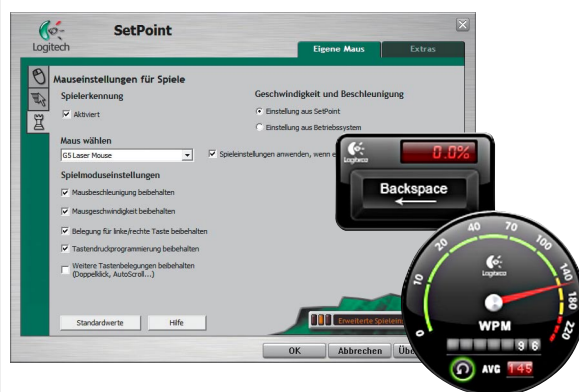 Logitech
SetPoint
Eigene Maus
Extras
Mauseinstellungen für Spiele
Spielerkennung
Aktiviert
Maus wählen
G5 Laser Mouse
Spielmoduseinstellungen
Mausbeschleunigung beibehalten
Mausgeschwindigkeit beibehalten
Belegung für linke/rechte Taste beibehalten
Tastendruckprogrammierung beibehalten
Weitere Tastenbelegungen beibehalten
(Doppelklick, AutoScroll...)
Standardwerte
Hilfe
Geschwindigkeit und Beschleunigung
Einstellung aus SetPoint
Einstellung aus Betriebssystem
Spieleinstellungen anwenden, wenn
Erweiterte
OK
Abbrechen
Logitech
0.0%
Backspace
0
10
20
40
70
100
140
180
220
Logitech
WPM
96
AVG 145